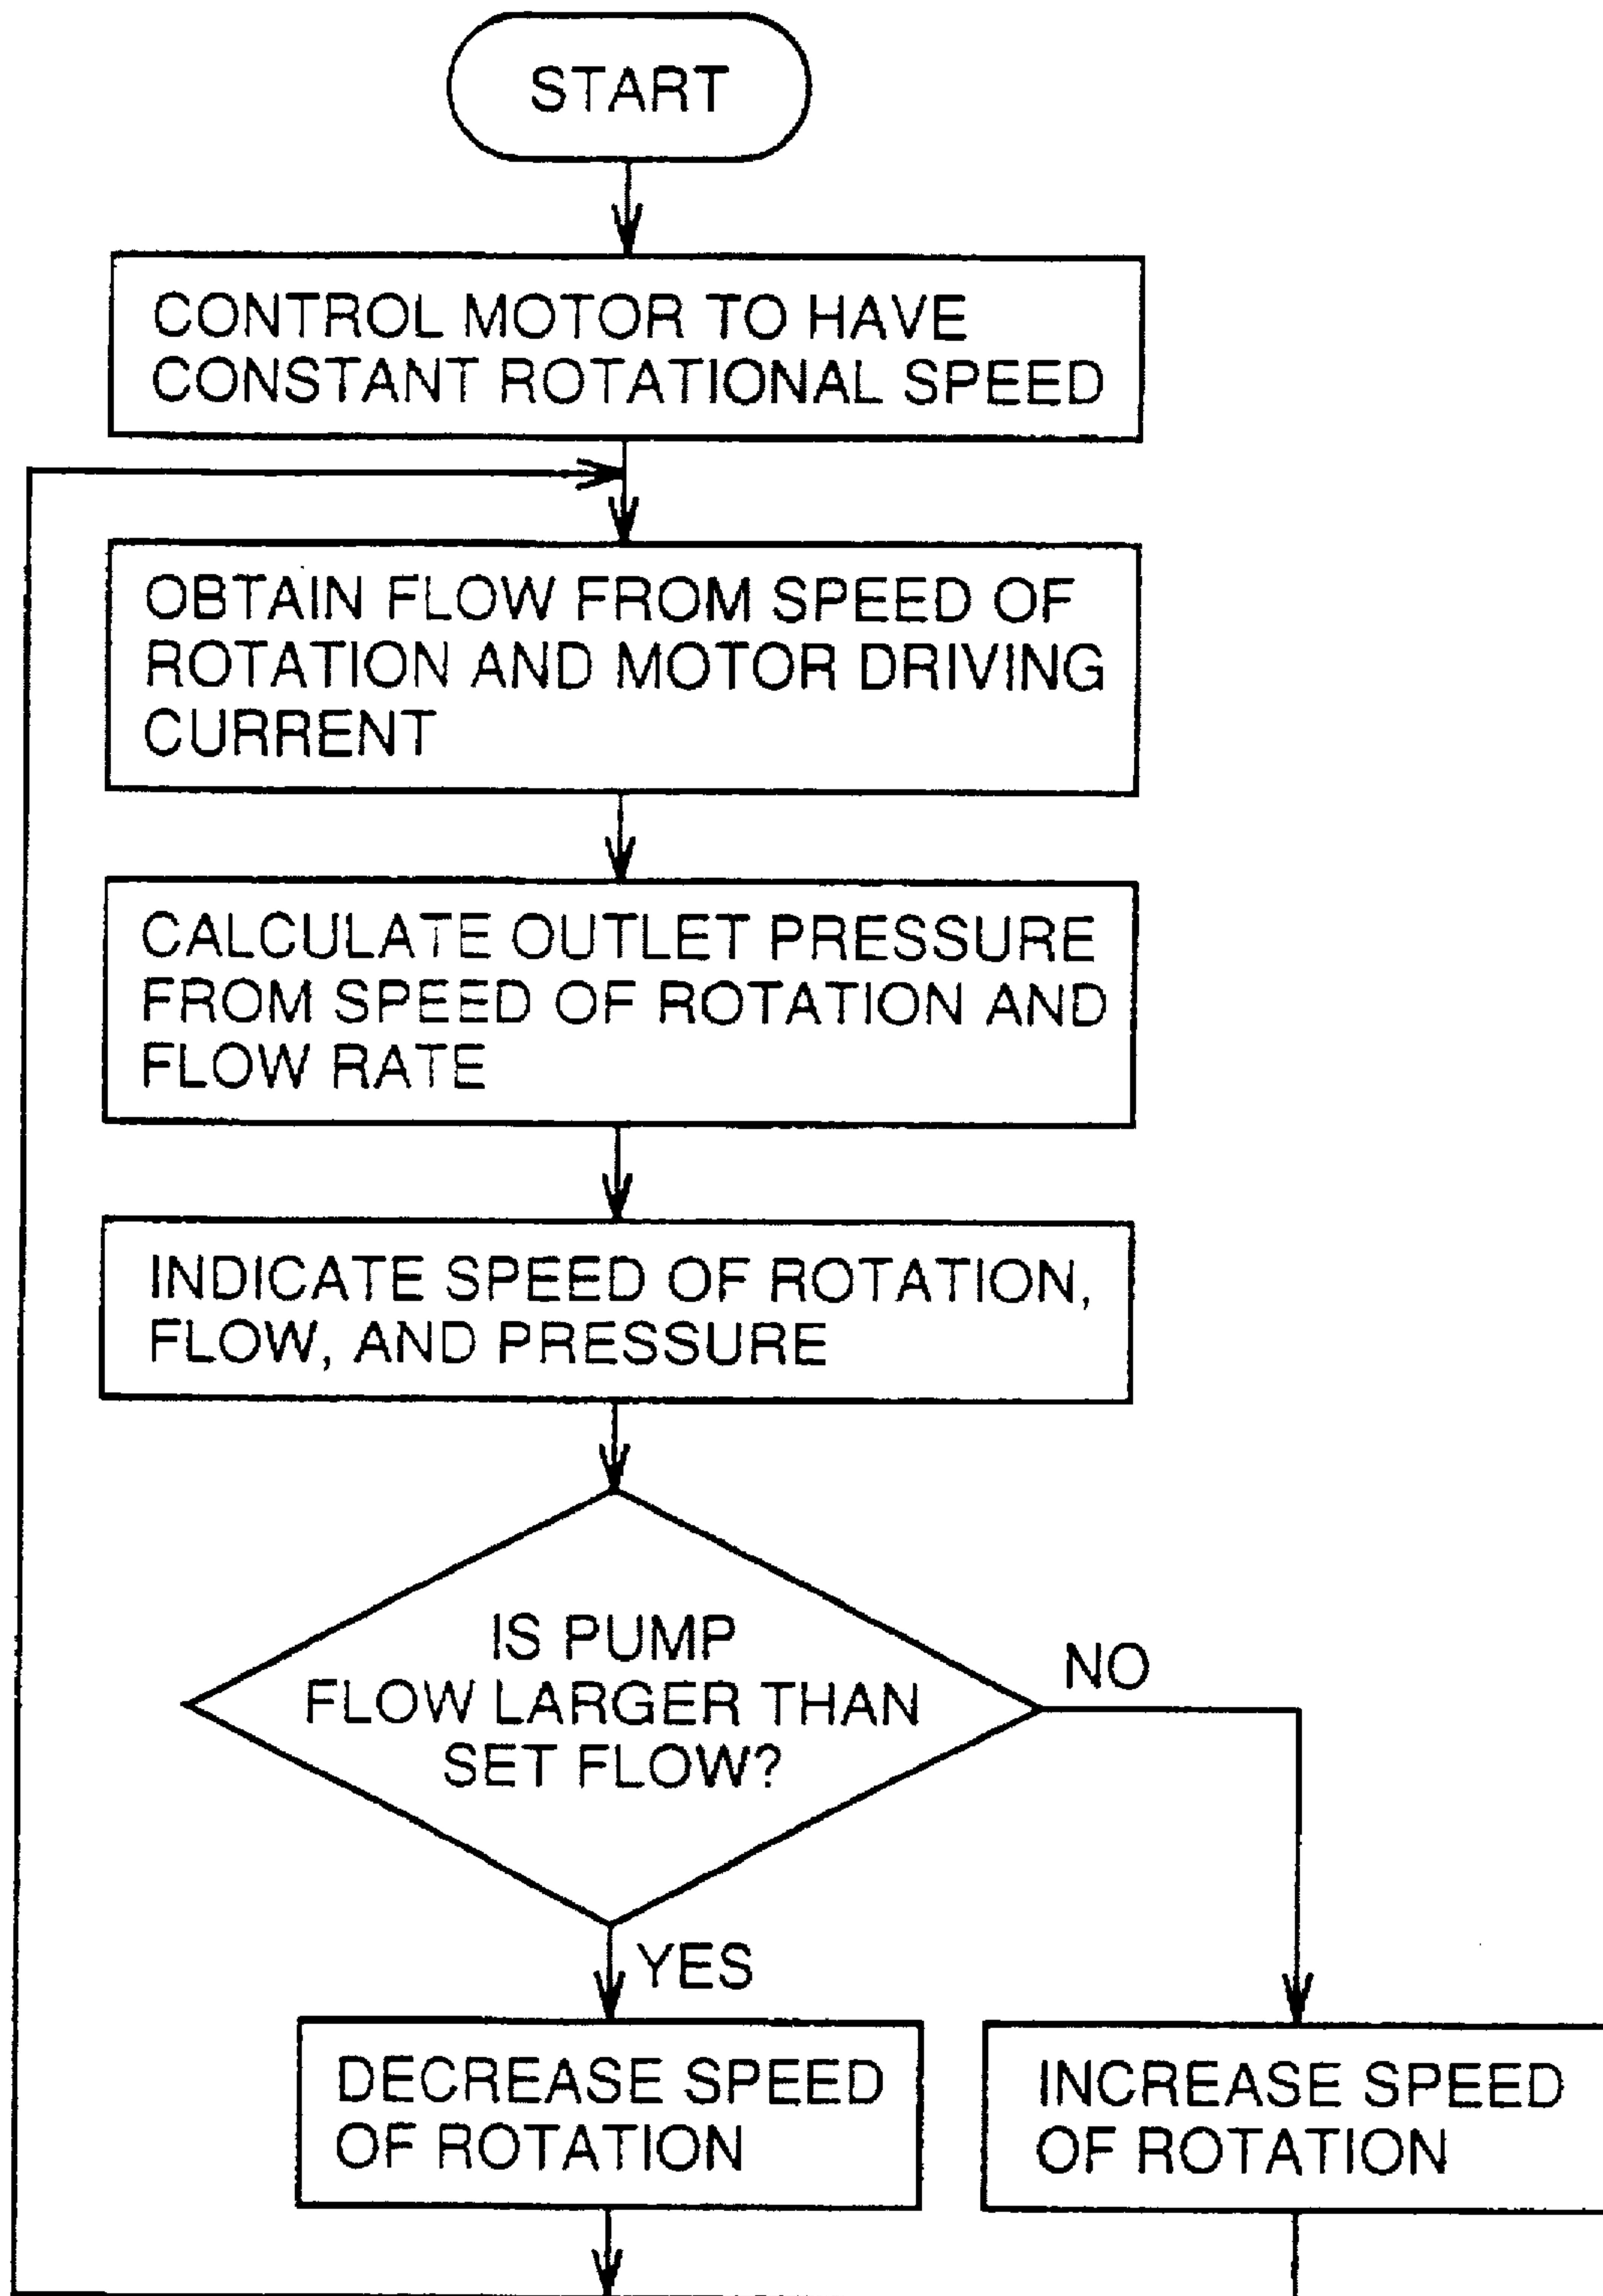 START
CONTROL MOTOR TO HAVE
CONSTANT ROTATIONAL SPEED
OBTAIN FLOW FROM SPEED OF
ROTATION AND MOTOR DRIVING
CURRENT
CALCULATE OUTLET PRESSURE
FROM SPEED OF ROTATION AND
FLOW RATE
INDICATE SPEED OF ROTATION,
FLOW, AND PRESSURE
IS PUMP
FLOW LARGER THAN
SET FLOW?
NO
YES
DECREASE SPEED
OF ROTATION
INCREASE SPEED
OF ROTATION